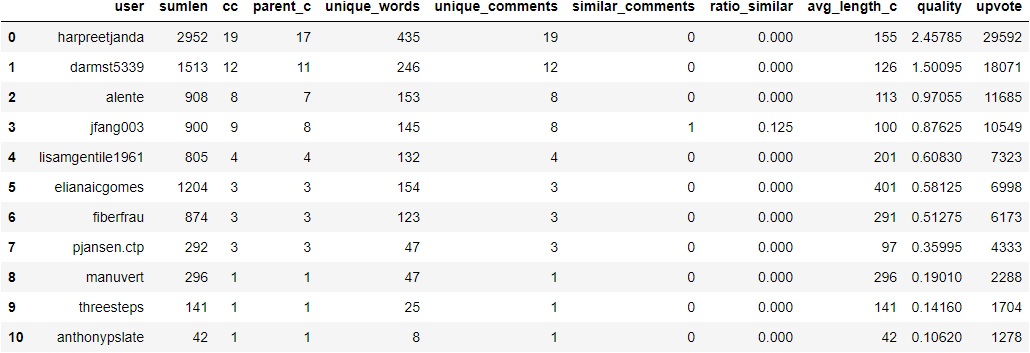 user sumlen cc parent_c unique_words unique_comments similar_comments ratio_similar avg_length_c quality upvote
0 harpreetjanda 2952 19 17 435 19 0 0.000 155 2.45785 29592
1 darmst5339 1513 12 11 246 12 0 0.000 126 1.50095 18071
2 alente 908 8 7 153 8 0 0.000 113 0.97055 11685
3 jfang003 900 9 8 145 8 1 0.125 100 0.87625 10549
4 lisamgentile1961 805 4 4 132 4 0 0.000 201 0.60830 7323
5 elianaicgomes 1204 3 3 154 3 0 0.000 401 0.58125 6998
6 fiberfrau 874 3 3 123 3 0 0.000 291 0.51275 6173
7 pjansen.ctp 292 3 3 47 3 0 0.000 97 0.35995 4333
8 manuvert 296 1 1 47 1 0 0.000 296 0.19010 2288
9 threesteps 141 1 1 25 1 0 0.000 141 0.14160 1704
10 anthonypslate 42 1 1 8 1 0 0.000 42 0.10620 1278